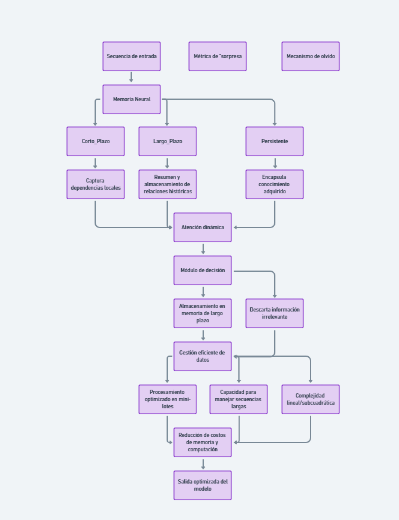 Secuencia de entrada
Métrica de "sorpresa
Mecanismo de olvido
Memoria Neural
Corto_Plazo
Largo_Plazo
Persistente
Captura
dependencias locales
Resumen y
almacenamiento de
relaciones históricas
Encapsula
conocimiento
adquirido
Atención dinámica
Módulo de decisión
Almacenamiento en
memoria de largo
plazo
Descarta información
irrelevante
Gestión eficiente de
datos
Procesamiento
optimizado en mini-
lotes
Capacidad para
manejar secuencias
largas
Complejidad
lineal/subcuadrática
Reducción de costos
de memoria y
computación
Salida optimizada del
modelo